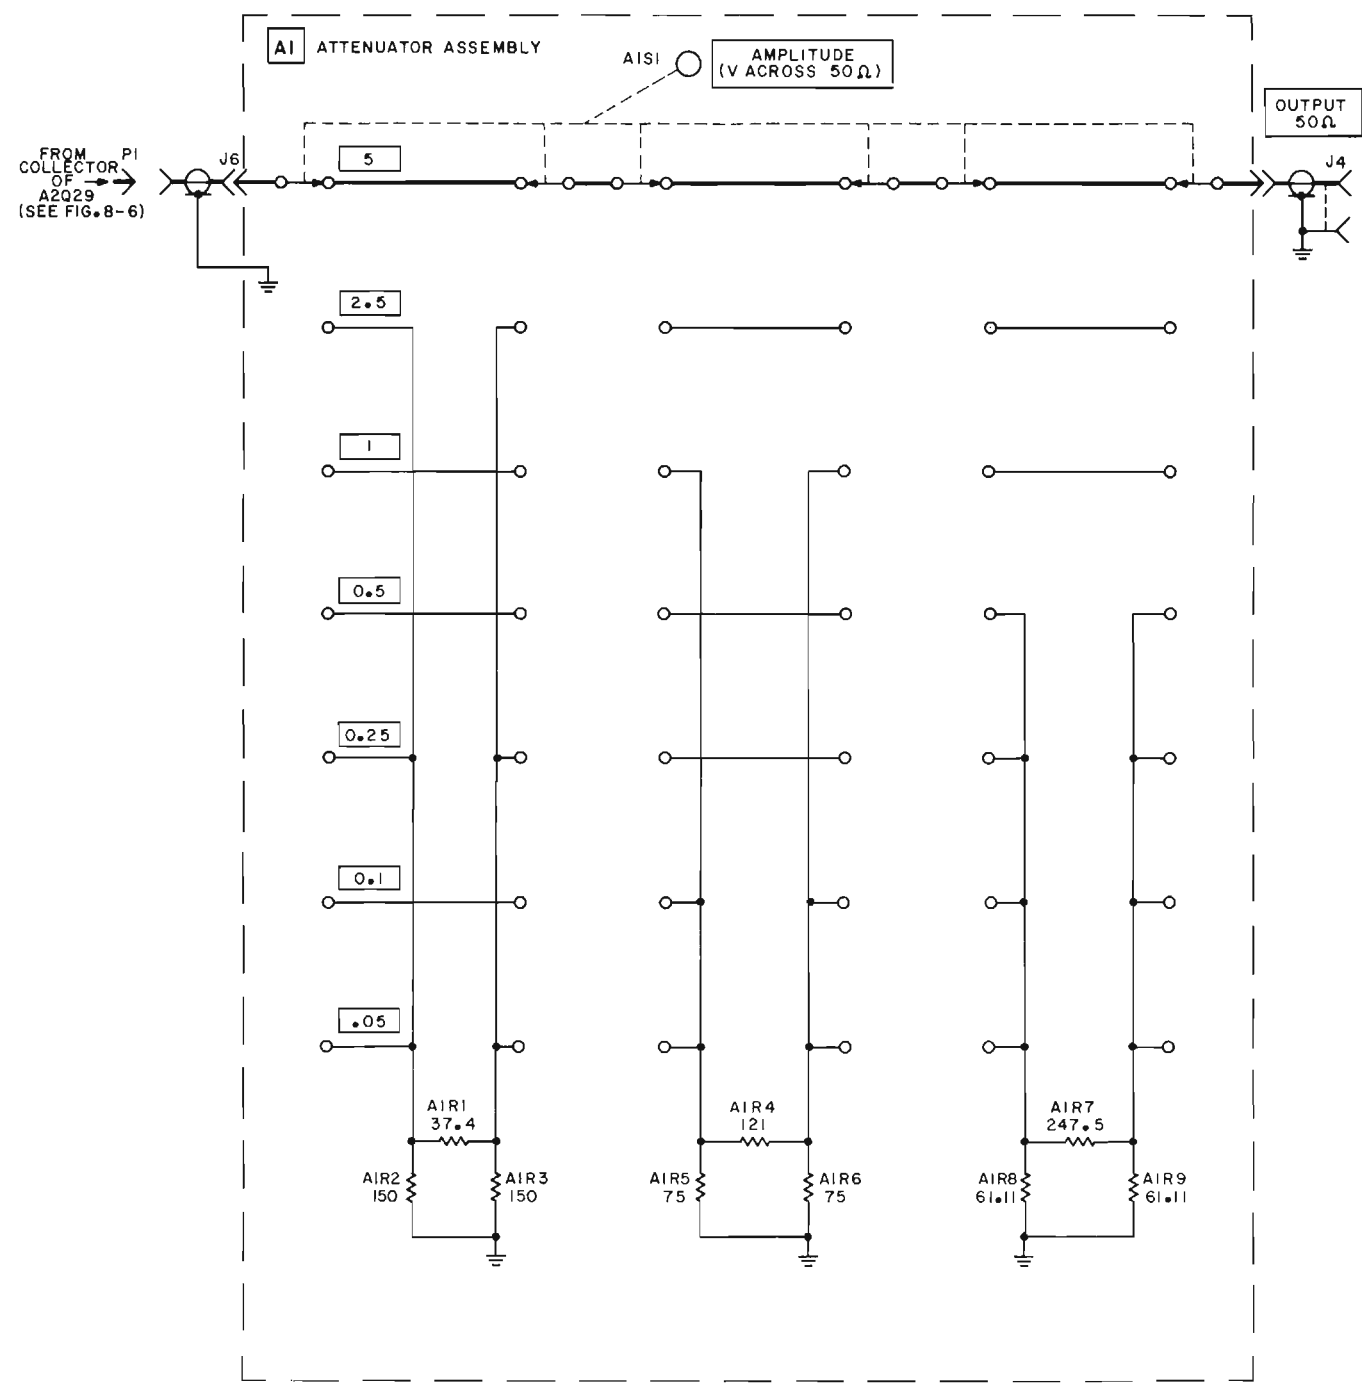 A1 ATTENUATOR ASSEMBLY
A1S1
AMPLITUDE
(V ACROSS 50Ω)
OUTPUT
50Ω
FROM
COLLECTOR
OF
A2Q29
(SEE FIG. 8-6)
P1
J6
5
J4
2.5
1
0.5
0.25
0.1
.05
A1R1
37.4
A1R4
121
A1R7
247.5
A1R2
150
A1R3
150
A1R5
75
A1R6
75
A1R8
61.11
A1R9
61.11